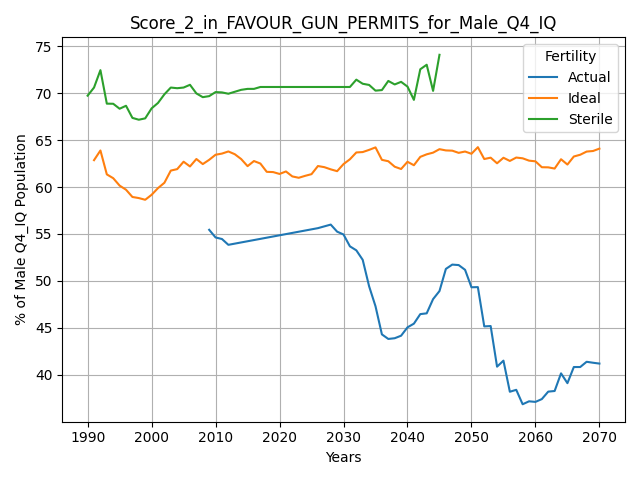 Score_2_in_FAVOUR_GUN_PERMITS_for_Male_Q4_IQ
Fertility
Actual
Ideal
Sterile
% of Male Q4_IQ Population
75
70
65
60
55
50
45
40
1990 2000 2010 2020 2030 2040 2050 2060 2070
Years